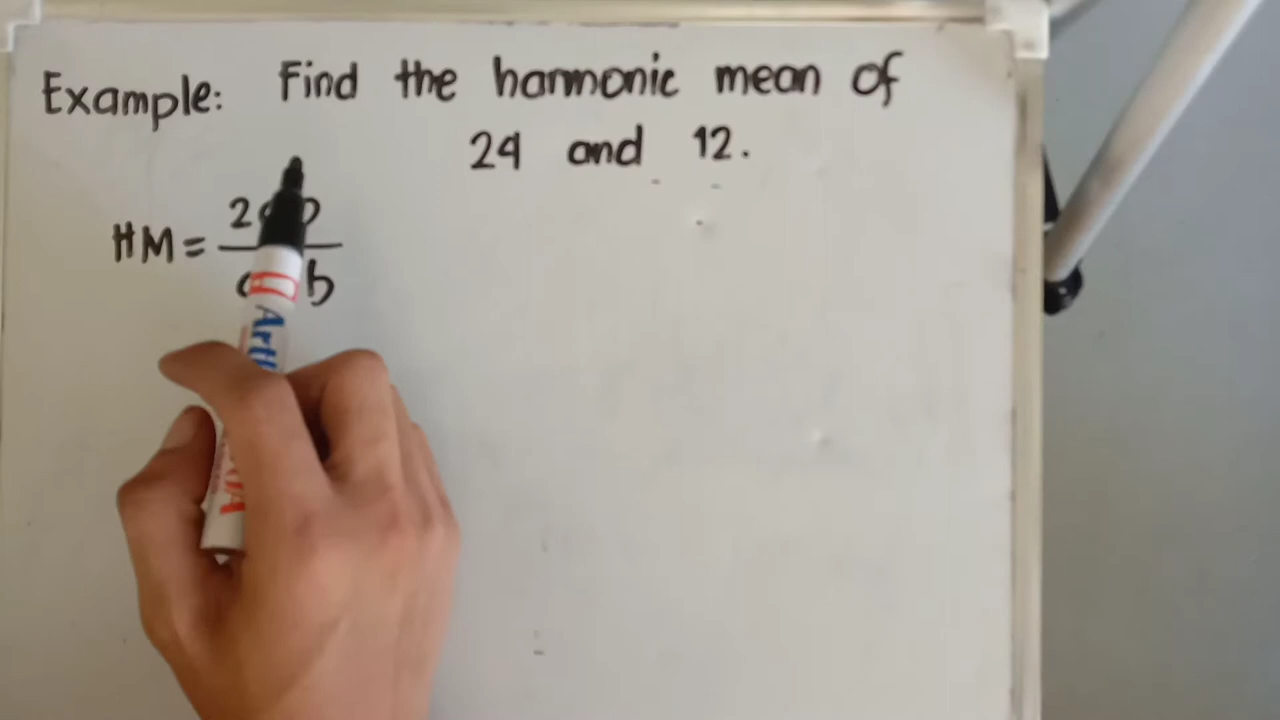 Example: Find the harmonic mean of
24 and 12.
HM =
2
b